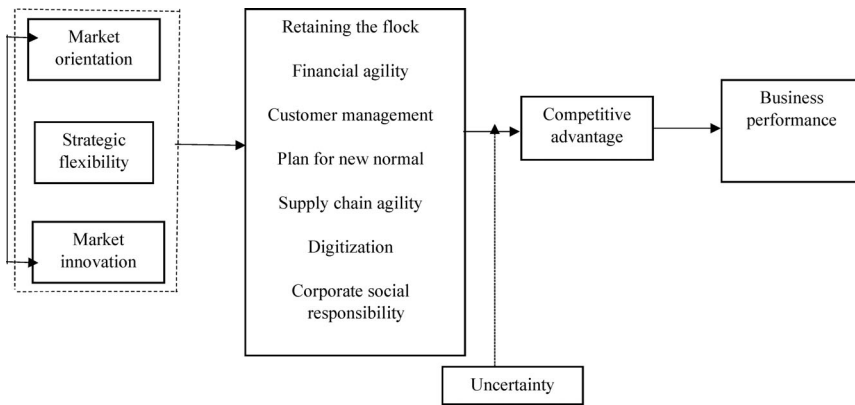 Market
orientation
Strategic
flexibility
Market
innovation
Retaining the flock
Financial agility
Customer management
Plan for new normal
Supply chain agility
Digitization
Corporate social
responsibility
Uncertainty
Competitive
advantage
Business
performance